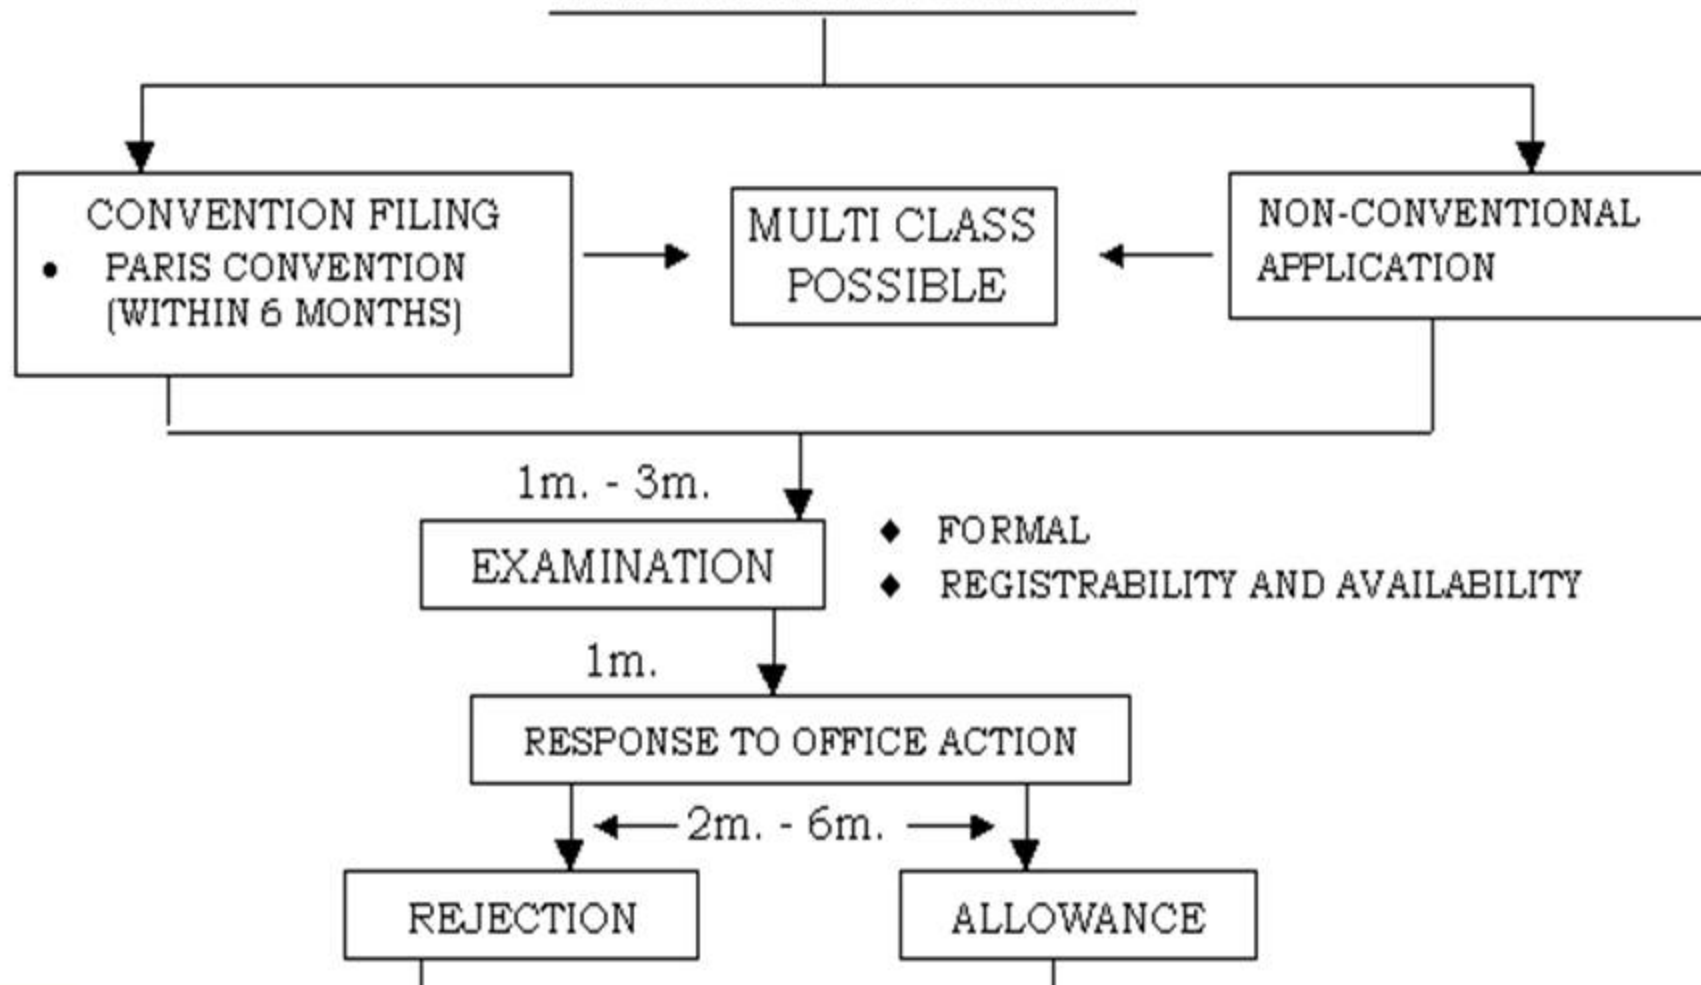 CONVENTION FILING
• PARIS CONVENTION
(WITHIN 6 MONTHS)
MULTI CLASS
POSSIBLE
NON-CONVENTIONAL
APPLICATION
1m. - 3m.
EXAMINATION
♦ FORMAL
♦ REGISTRABILITY AND AVAILABILITY
1m.
RESPONSE TO OFFICE ACTION
2m. - 6m.
REJECTION
ALLOWANCE